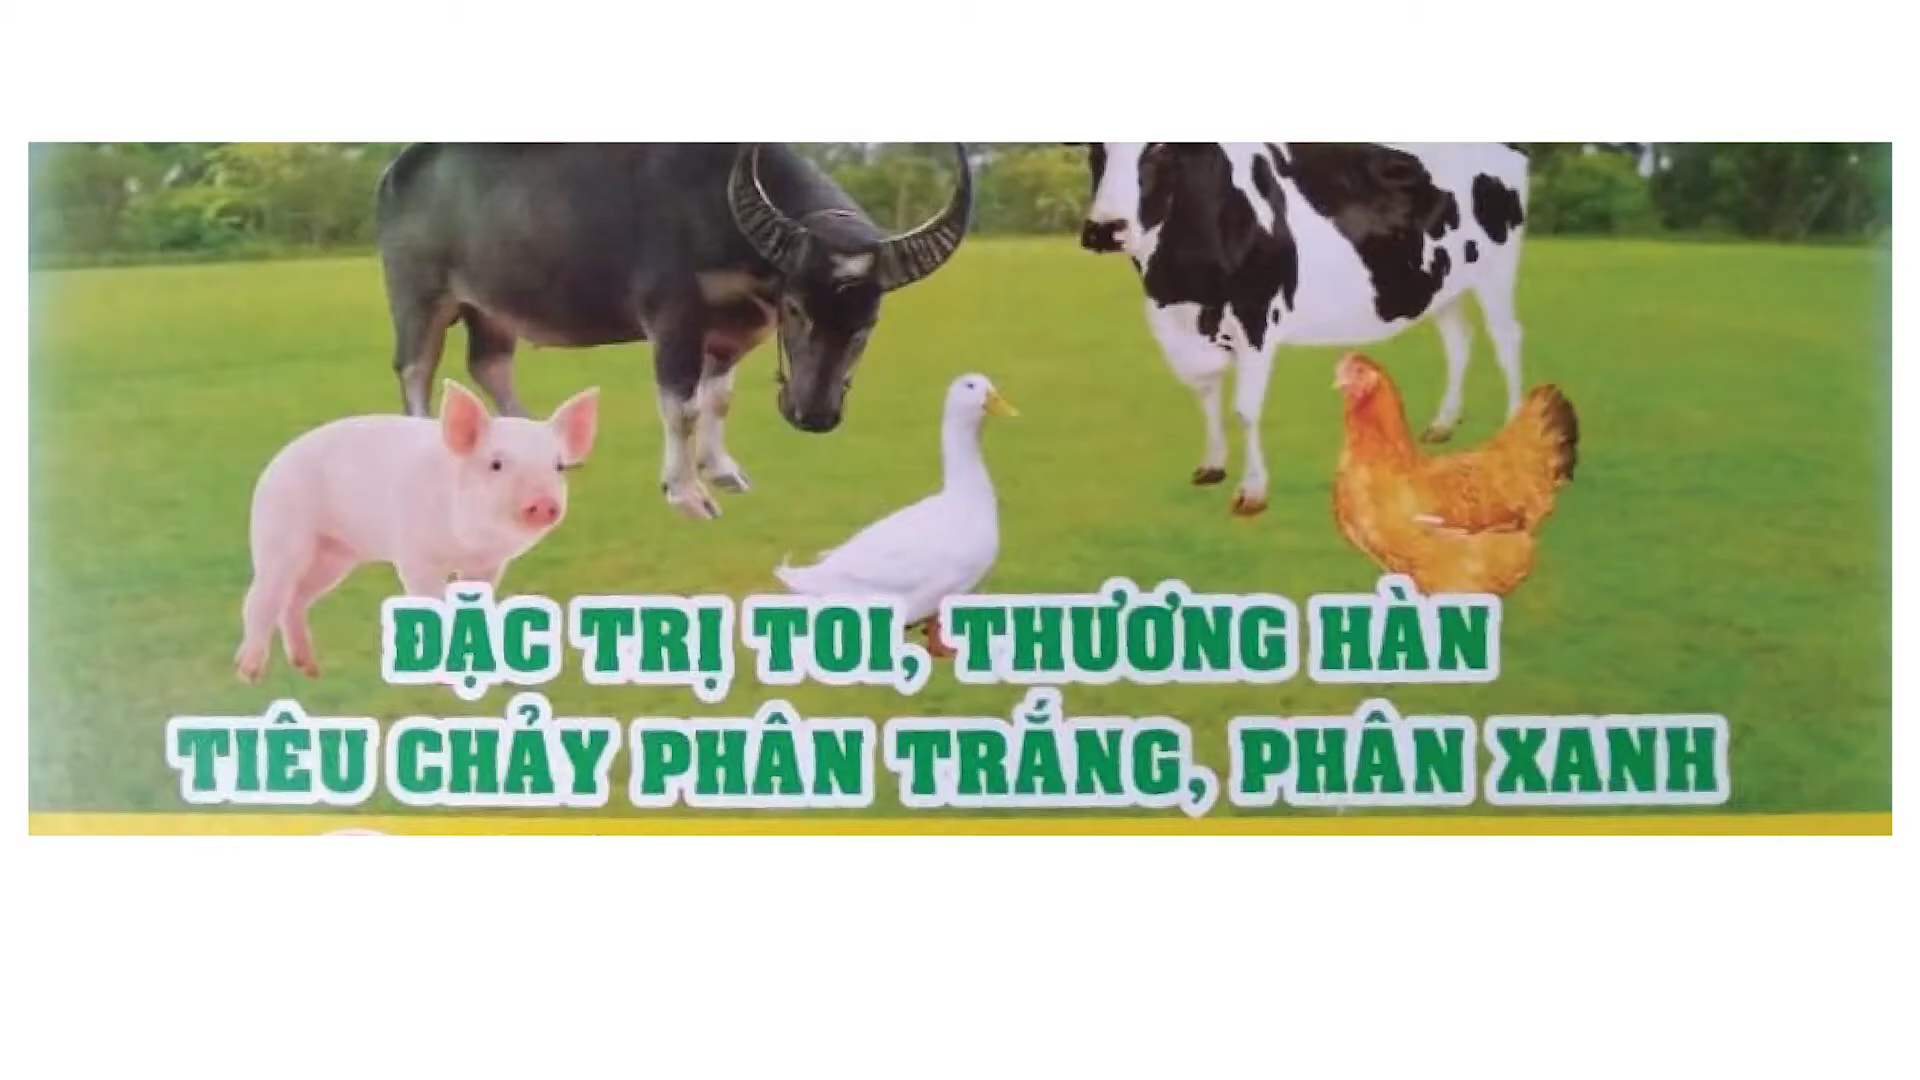 ĐẶC TRỊ TOI, THƯƠNG HÀN
TIÊU CHẢY PHÂN TRẮNG, PHÂN XANH